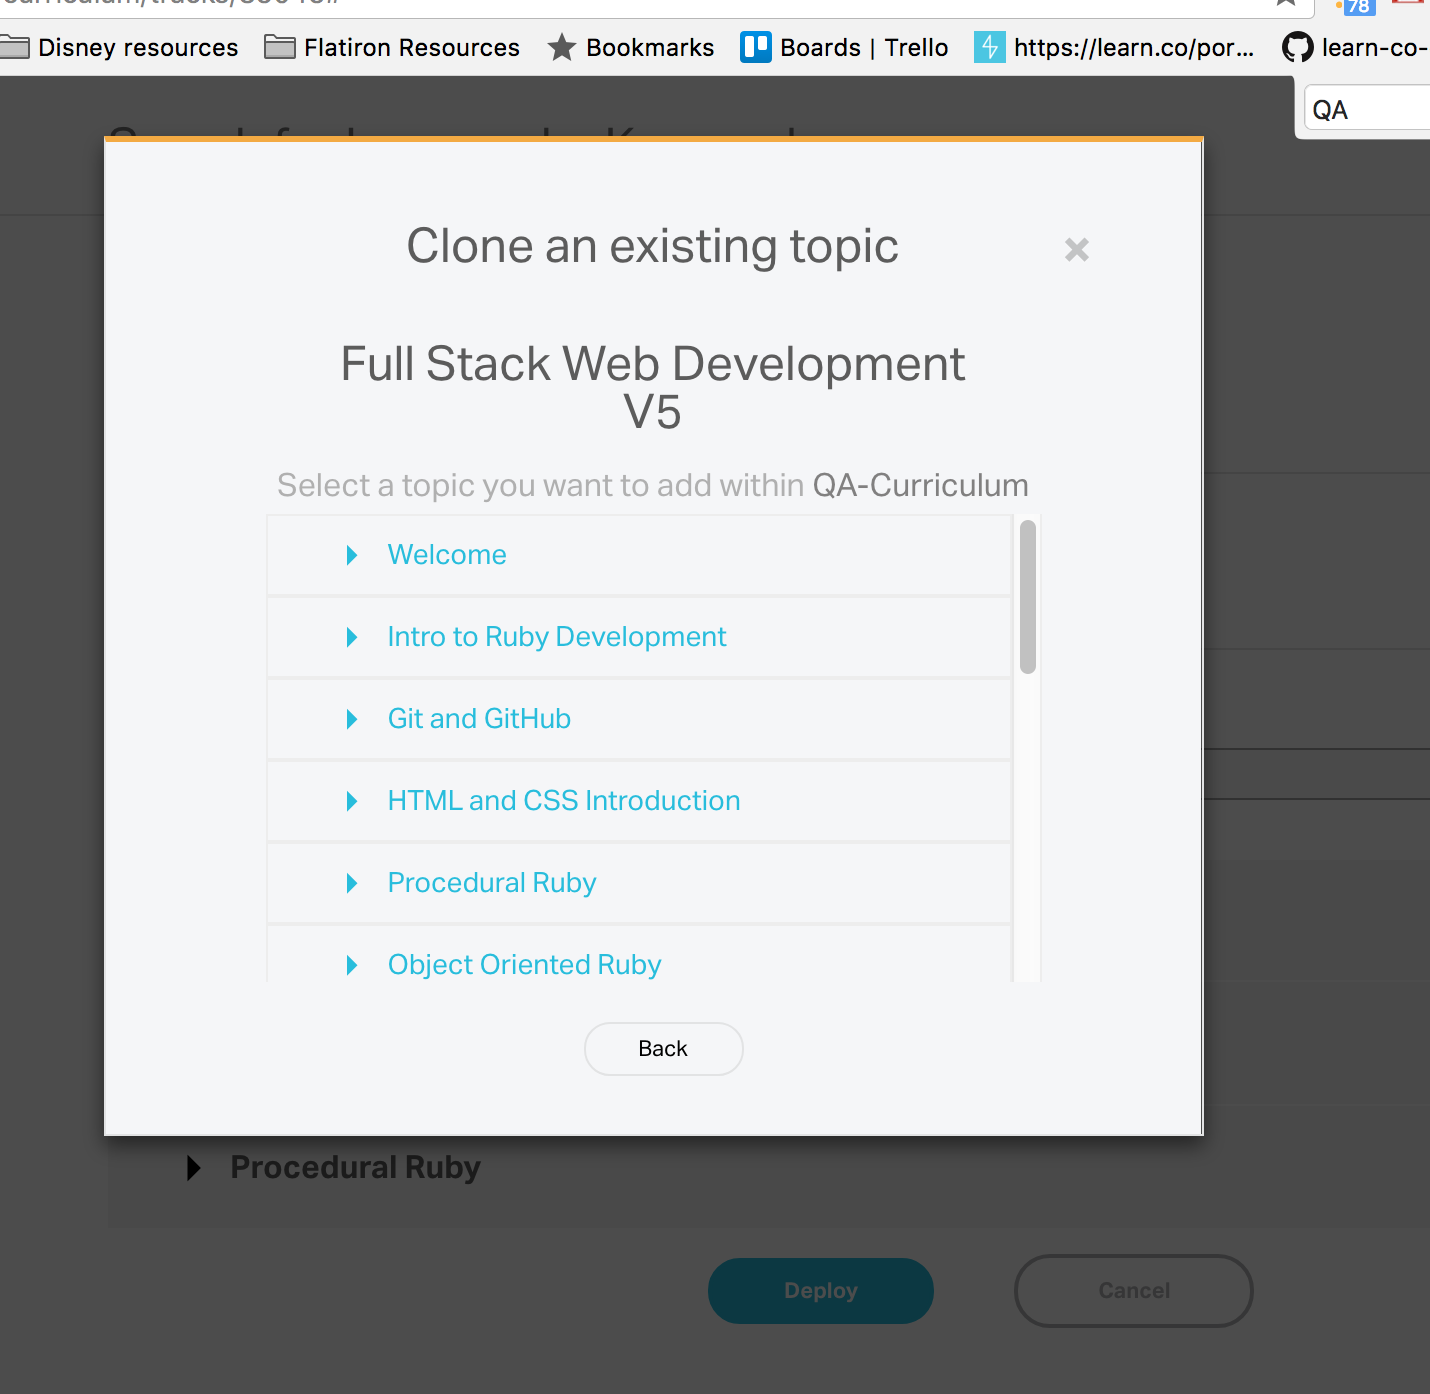 78
Disney resources Flatiron Resources Bookmarks Boards | Trello https://learn.co/por... learn-co-
QA
Clone an existing topic
Full Stack Web Development
V5
Select a topic you want to add within QA-Curriculum
Welcome
Intro to Ruby Development
Git and GitHub
HTML and CSS Introduction
Procedural Ruby
Object Oriented Ruby
Back
Procedural Ruby
Deploy Cancel